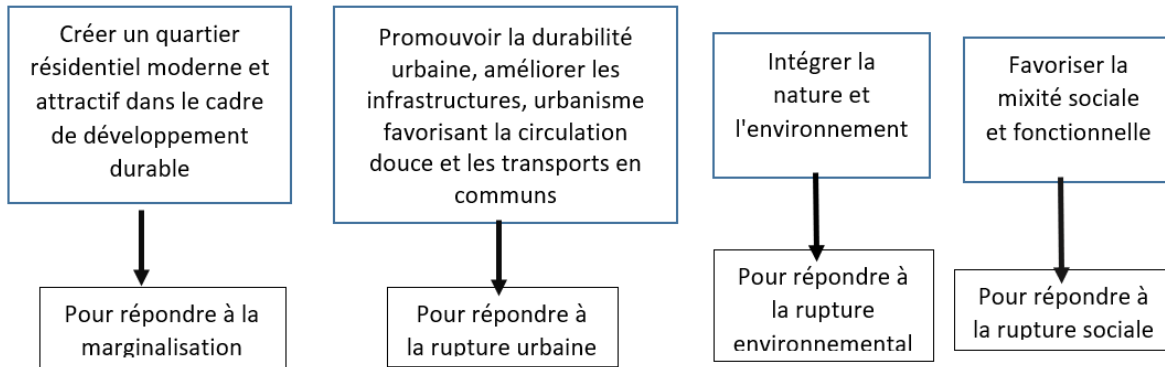 Créer un quartier
résidentiel moderne et
attractif dans le cadre
de développement
durable
Promouvoir la durabilité
urbaine, améliorer les
infrastructures, urbanisme
favorisant la circulation
douce et les transports en
communs
Intégrer la
nature et
l'environnement
Favoriser la
mixité sociale
et fonctionnelle
Pour répondre à la
marginalisation
Pour répondre à
la rupture urbaine
Pour répondre à
la rupture
environnemental
Pour répondre à
la rupture sociale